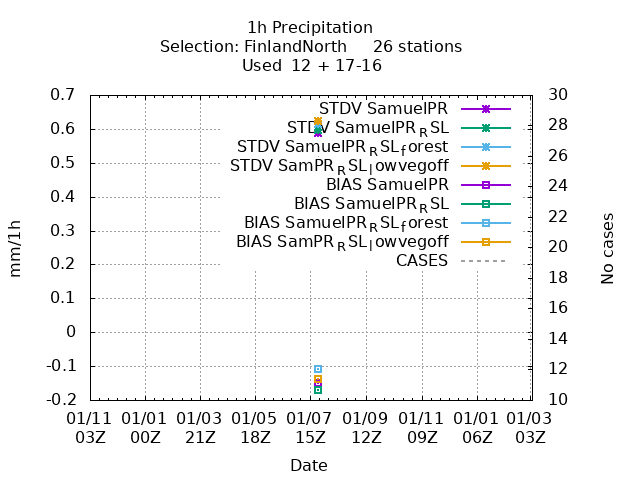 1h Precipitation
Selection: FinlandNorth 26 stations
Used 12 + 17-16
0.7
0.6
0.5
0.4
0.3
0.2
0.1
0
-0.1
-0.2
mm/1h
30
28
26
24
22
20
18
16
14
12
10
No cases
STDV SamuelPR
STDV SamuelPR_RSL
STDV SamuelPR_RSL_forest
STDV SamPR_RSL_lowvegoff
BIAS SamuelPR
BIAS SamuelPR_RSL
BIAS SamuelPR_RSL_forest
BIAS SamPR_RSL_lowvegoff
CASES
01/11 01/01 01/03 01/05 01/07 01/09 01/11 01/01 01/03
03Z 00Z 21Z 18Z 15Z 12Z 09Z 06Z 03Z
Date